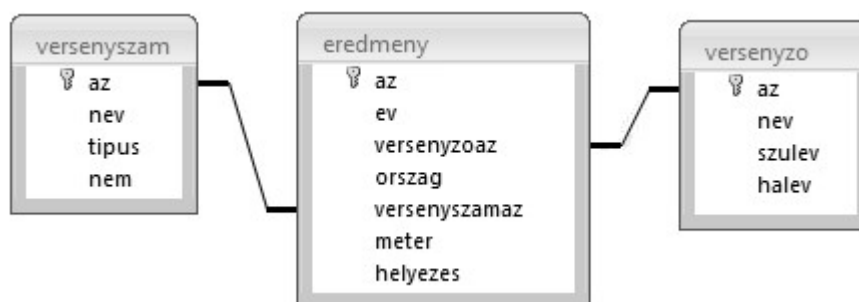 versenyszam
az
nev
tipus
nem
eredmeny
az
ev
versenyzoaz
orszag
versenyszamaz
meter
helyezes
versenyzo
az
nev
szulev
halev